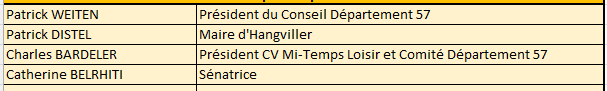 Patrick WEITEN Président du Conseil Département 57
Patrick DISTEL Maire d'Hangviller
Charles BARDELER Président CV Mi-Temps Loisir et Comité Département 57
Catherine BELRHITI Sénatrice